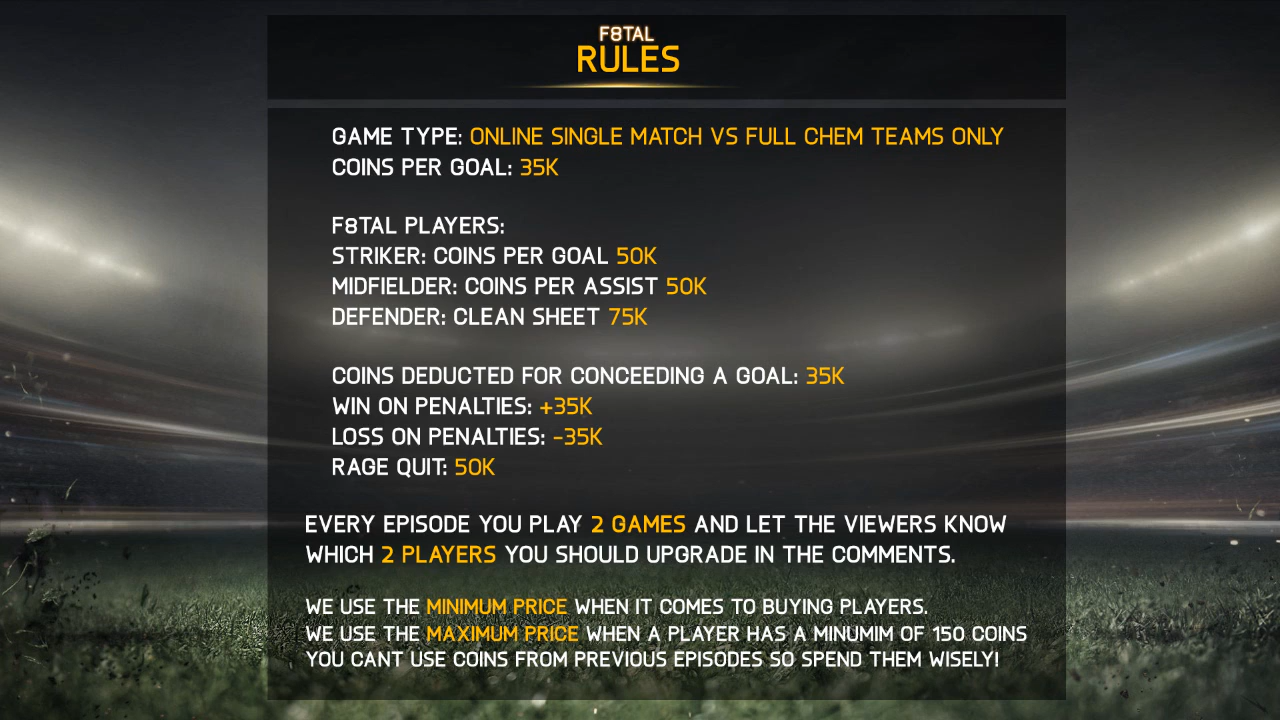 F8TAL
RULES
GAME TYPE: ONLINE SINGLE MATCH VS FULL CHEM TEAMS ONLY
COINS PER GOAL: 35K
F8TAL PLAYERS:
STRIKER: COINS PER GOAL 50K
MIDFIELDER: COINS PER ASSIST 50K
DEFENDER: CLEAN SHEET 75K
COINS DEDUCTED FOR CONCEEDING A GOAL: 35K
WIN ON PENALTIES: +35K
LOSS ON PENALTIES: -35K
RAGE QUIT: 50K
EVERY EPISODE YOU PLAY 2 GAMES AND LET THE VIEWERS KNOW
WHICH 2 PLAYERS YOU SHOULD UPGRADE IN THE COMMENTS.
WE USE THE MINIMUM PRICE WHEN IT COMES TO BUYING PLAYERS.
WE USE THE MAXIMUM PRICE WHEN A PLAYER HAS A MINUMIM OF 150 COINS
YOU CANT USE COINS FROM PREVIOUS EPISODES SO SPEND THEM WISELY!